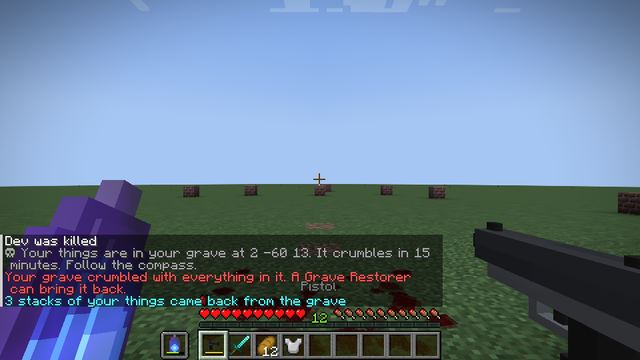 Dev was killed
☠ Your things are in your grave at 2 -60 13. It crumbles in 15
minutes. Follow the compass.
Your grave crumbled with everything in it. A Grave Restorer
can bring it back.
Pistol
3 stacks of your things came back from the grave
12
12